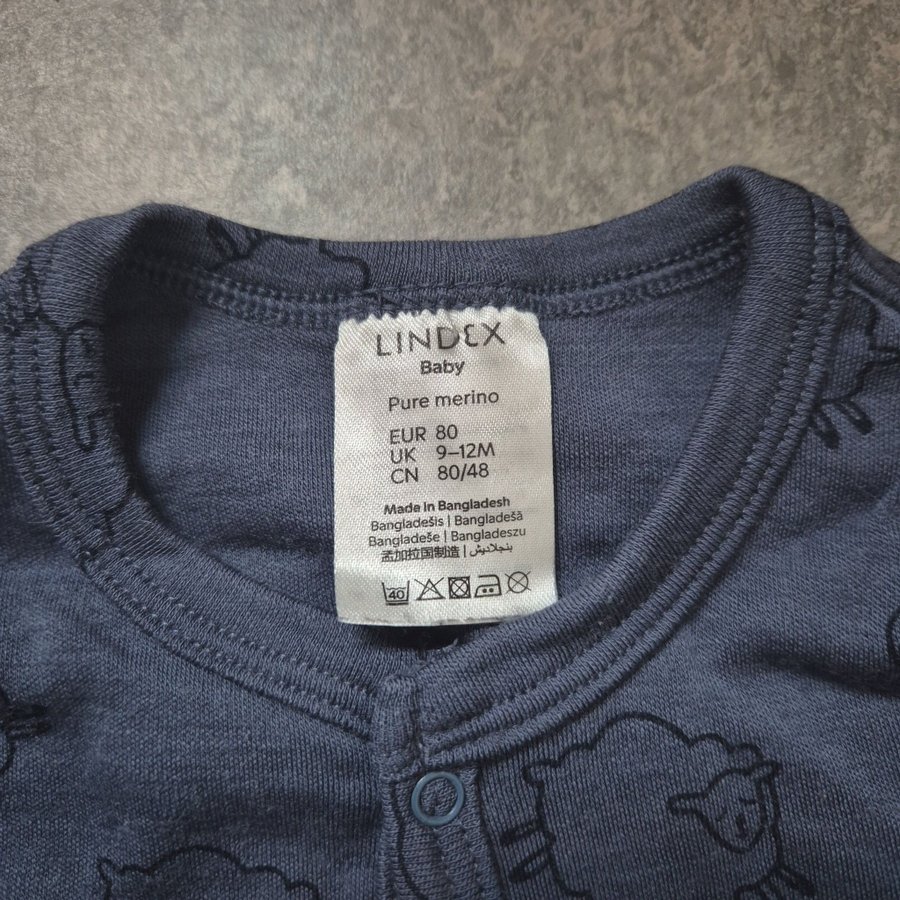 LINDEX
Baby
Pure merino
EUR 80
UK 9–12M
CN 80/48
Made in Bangladesh
Bangladešis | Bangladešā
Bangladeše | Bangladeszu
孟加拉国制造 | بنجلاديش
40